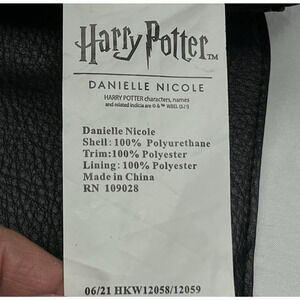 Harry Potter™
DANIELLE NICOLE
HARRY POTTER characters, names
and related indicia are © & ™ WBEI. (s21)
Danielle Nicole
Shell: 100% Polyurethane
Trim:100% Polyester
Lining: 100% Polyester
Made in China
RN 109028
06/21 HKW12058/12059